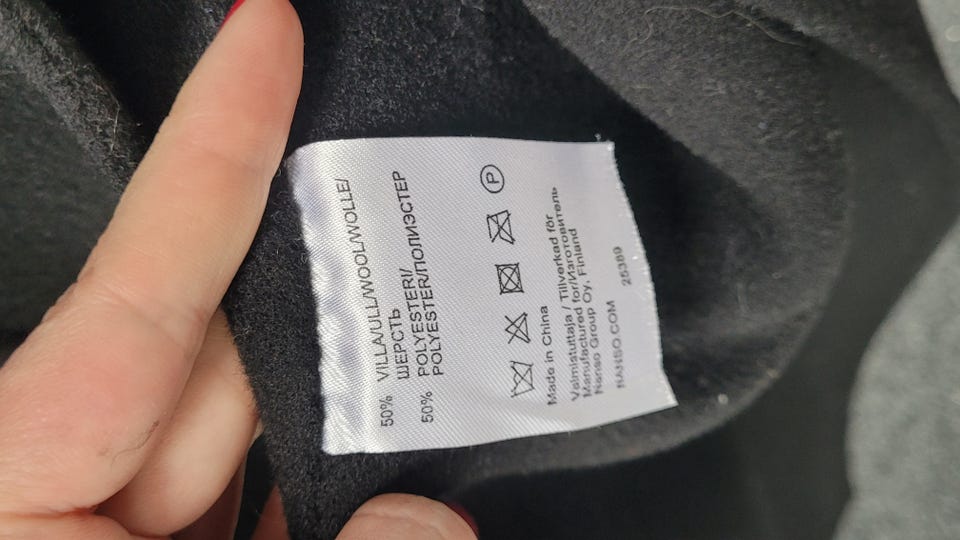 50% VILLA/ULL/WOOL/WOLLE/
ШЕРСТЬ
50% POLYESTERI/
POLYESTER/ПОЛИЭСТЕР
P
Made in China
Valmistuttaja / Tillverkad för
Manufactured for/Изготовитель
Nanso Group Oy, Finland
NANSO.COM 25389